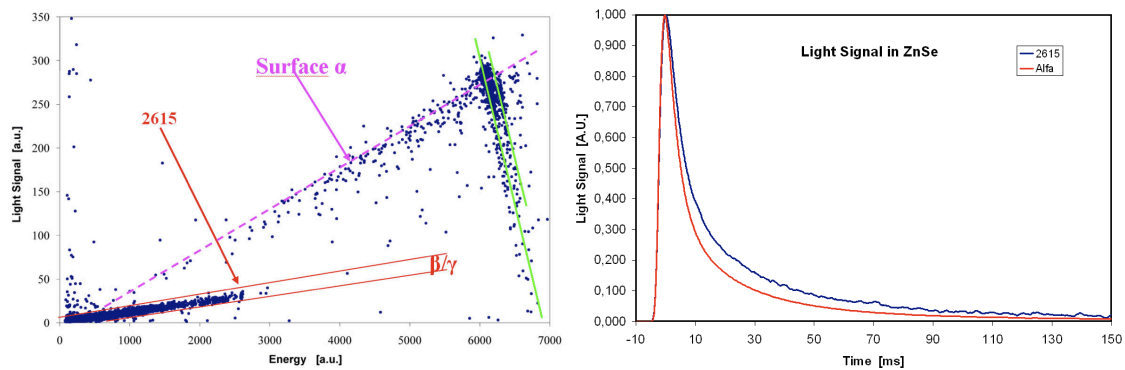 350
300
250
200
150
100
50
0
Light Signal [a.u.]
Surface α
2615
β/γ
0 1000 2000 3000 4000 5000 6000 7000
Energy [a.u.]
1,000
0,900
0,800
0,700
0,600
0,500
0,400
0,300
0,200
0,100
0,000
Light Signal [A.U.]
Light Signal in ZnSe
2615
Alfa
-10 10 30 50 70 90 110 130 150
Time [ms]